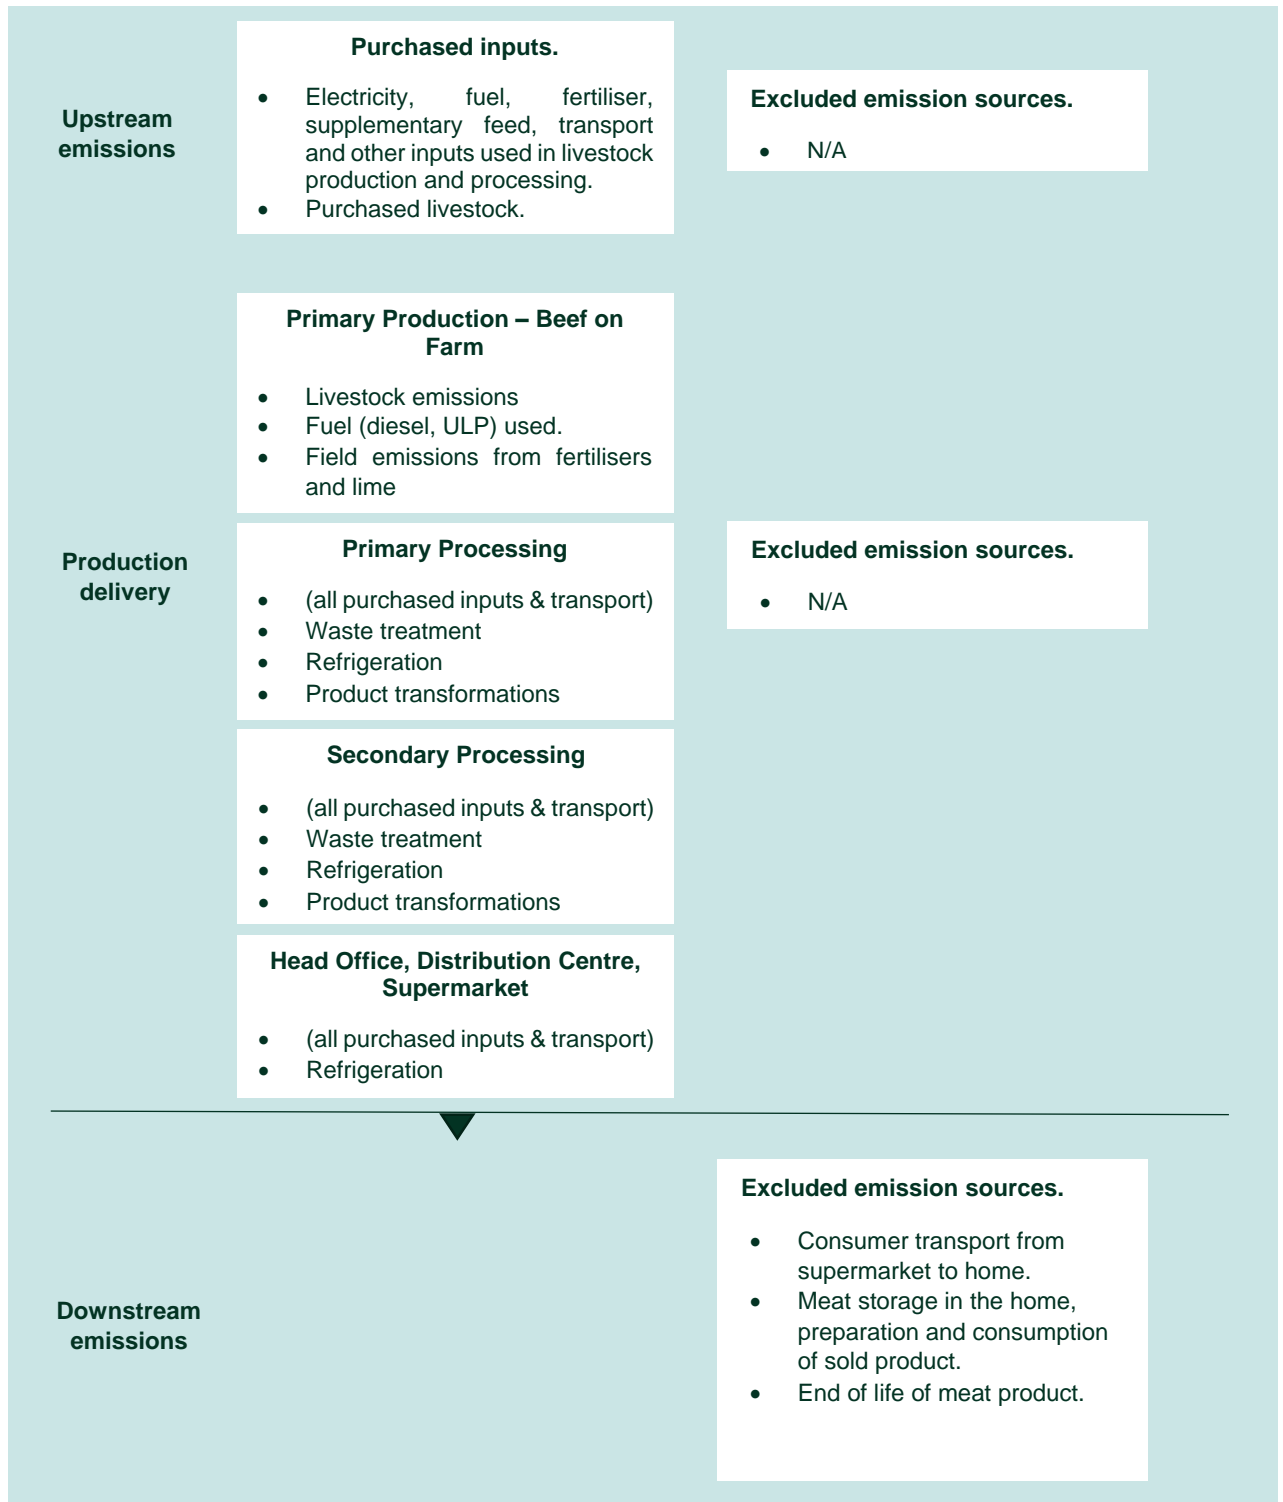 Upstream
emissions
Purchased inputs.
• Electricity, fuel, fertiliser,
supplementary feed, transport
and other inputs used in livestock
production and processing.
• Purchased livestock.
Excluded emission sources.
• N/A
Production
delivery
Primary Production – Beef on
Farm
• Livestock emissions
• Fuel (diesel, ULP) used.
• Field emissions from fertilisers
and lime
Primary Processing
• (all purchased inputs & transport)
• Waste treatment
• Refrigeration
• Product transformations
Secondary Processing
• (all purchased inputs & transport)
• Waste treatment
• Refrigeration
• Product transformations
Head Office, Distribution Centre,
Supermarket
• (all purchased inputs & transport)
• Refrigeration
Excluded emission sources.
• N/A
Downstream
emissions
Excluded emission sources.
• Consumer transport from
supermarket to home.
• Meat storage in the home,
preparation and consumption
of sold product.
• End of life of meat product.